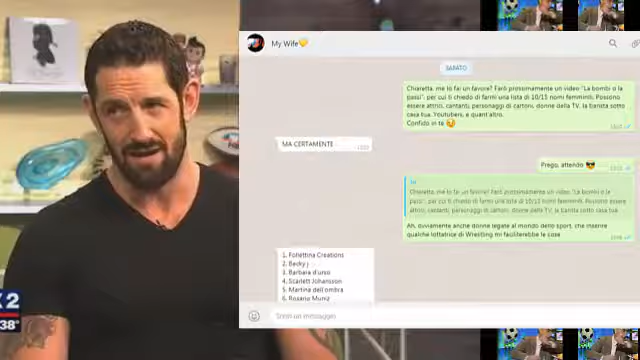 My Wife💛
SABATO
Chiaretta, me lo fai un favore? Farò prossimamente un video "La bombi o la
passi", per cui ti chiedo di farmi una lista di 10/15 nomi femminili. Possono
essere attrici, cantanti, personaggi di cartoni, donne della TV, la barista sotto
casa tua, Youtubers, e quant'altro.
Confido in te 😉
MA CERTAMENTE
Prego, attendo 😎
Chiaretta, me lo fai un favore? Farò prossimamente un video "La bombi o la
passi", per cui ti chiedo di farmi una lista di 10/15 nomi femminili. Possono
essere attrici, cantanti, personaggi di cartoni, donne della TV, la barista sotto casa tua,
Ah, ovviamente anche donne legate al mondo dello sport, che inserire
qualche lottatrice di Wrestling mi faciliterebbe le cose
1. Follettina Creations
2. Becky j
3. Barbara d'urso
4. Scarlett Johansson
5. Martina dell'ombra
6. Rosario Muniz
Scrivi un messaggio
X 2
38°